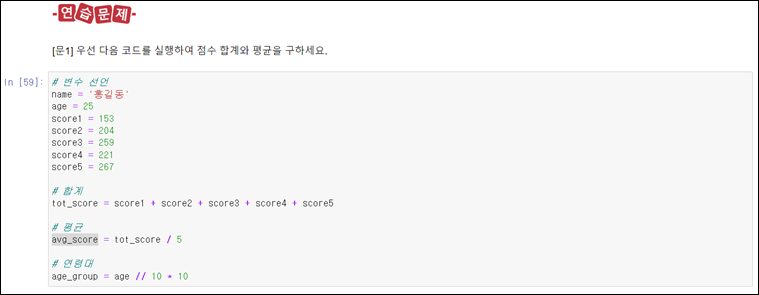 -연습문제-
[문1] 우선 다음 코드를 실행하여 점수 합계와 평균을 구하세요.
In [59]:
# 변수 선언
name = '홍길동'
age = 25
score1 = 153
score2 = 204
score3 = 259
score4 = 221
score5 = 267
# 합계
tot_score = score1 + score2 + score3 + score4 + score5
# 평균
avg_score = tot_score / 5
# 연령대
age_group = age // 10 * 10